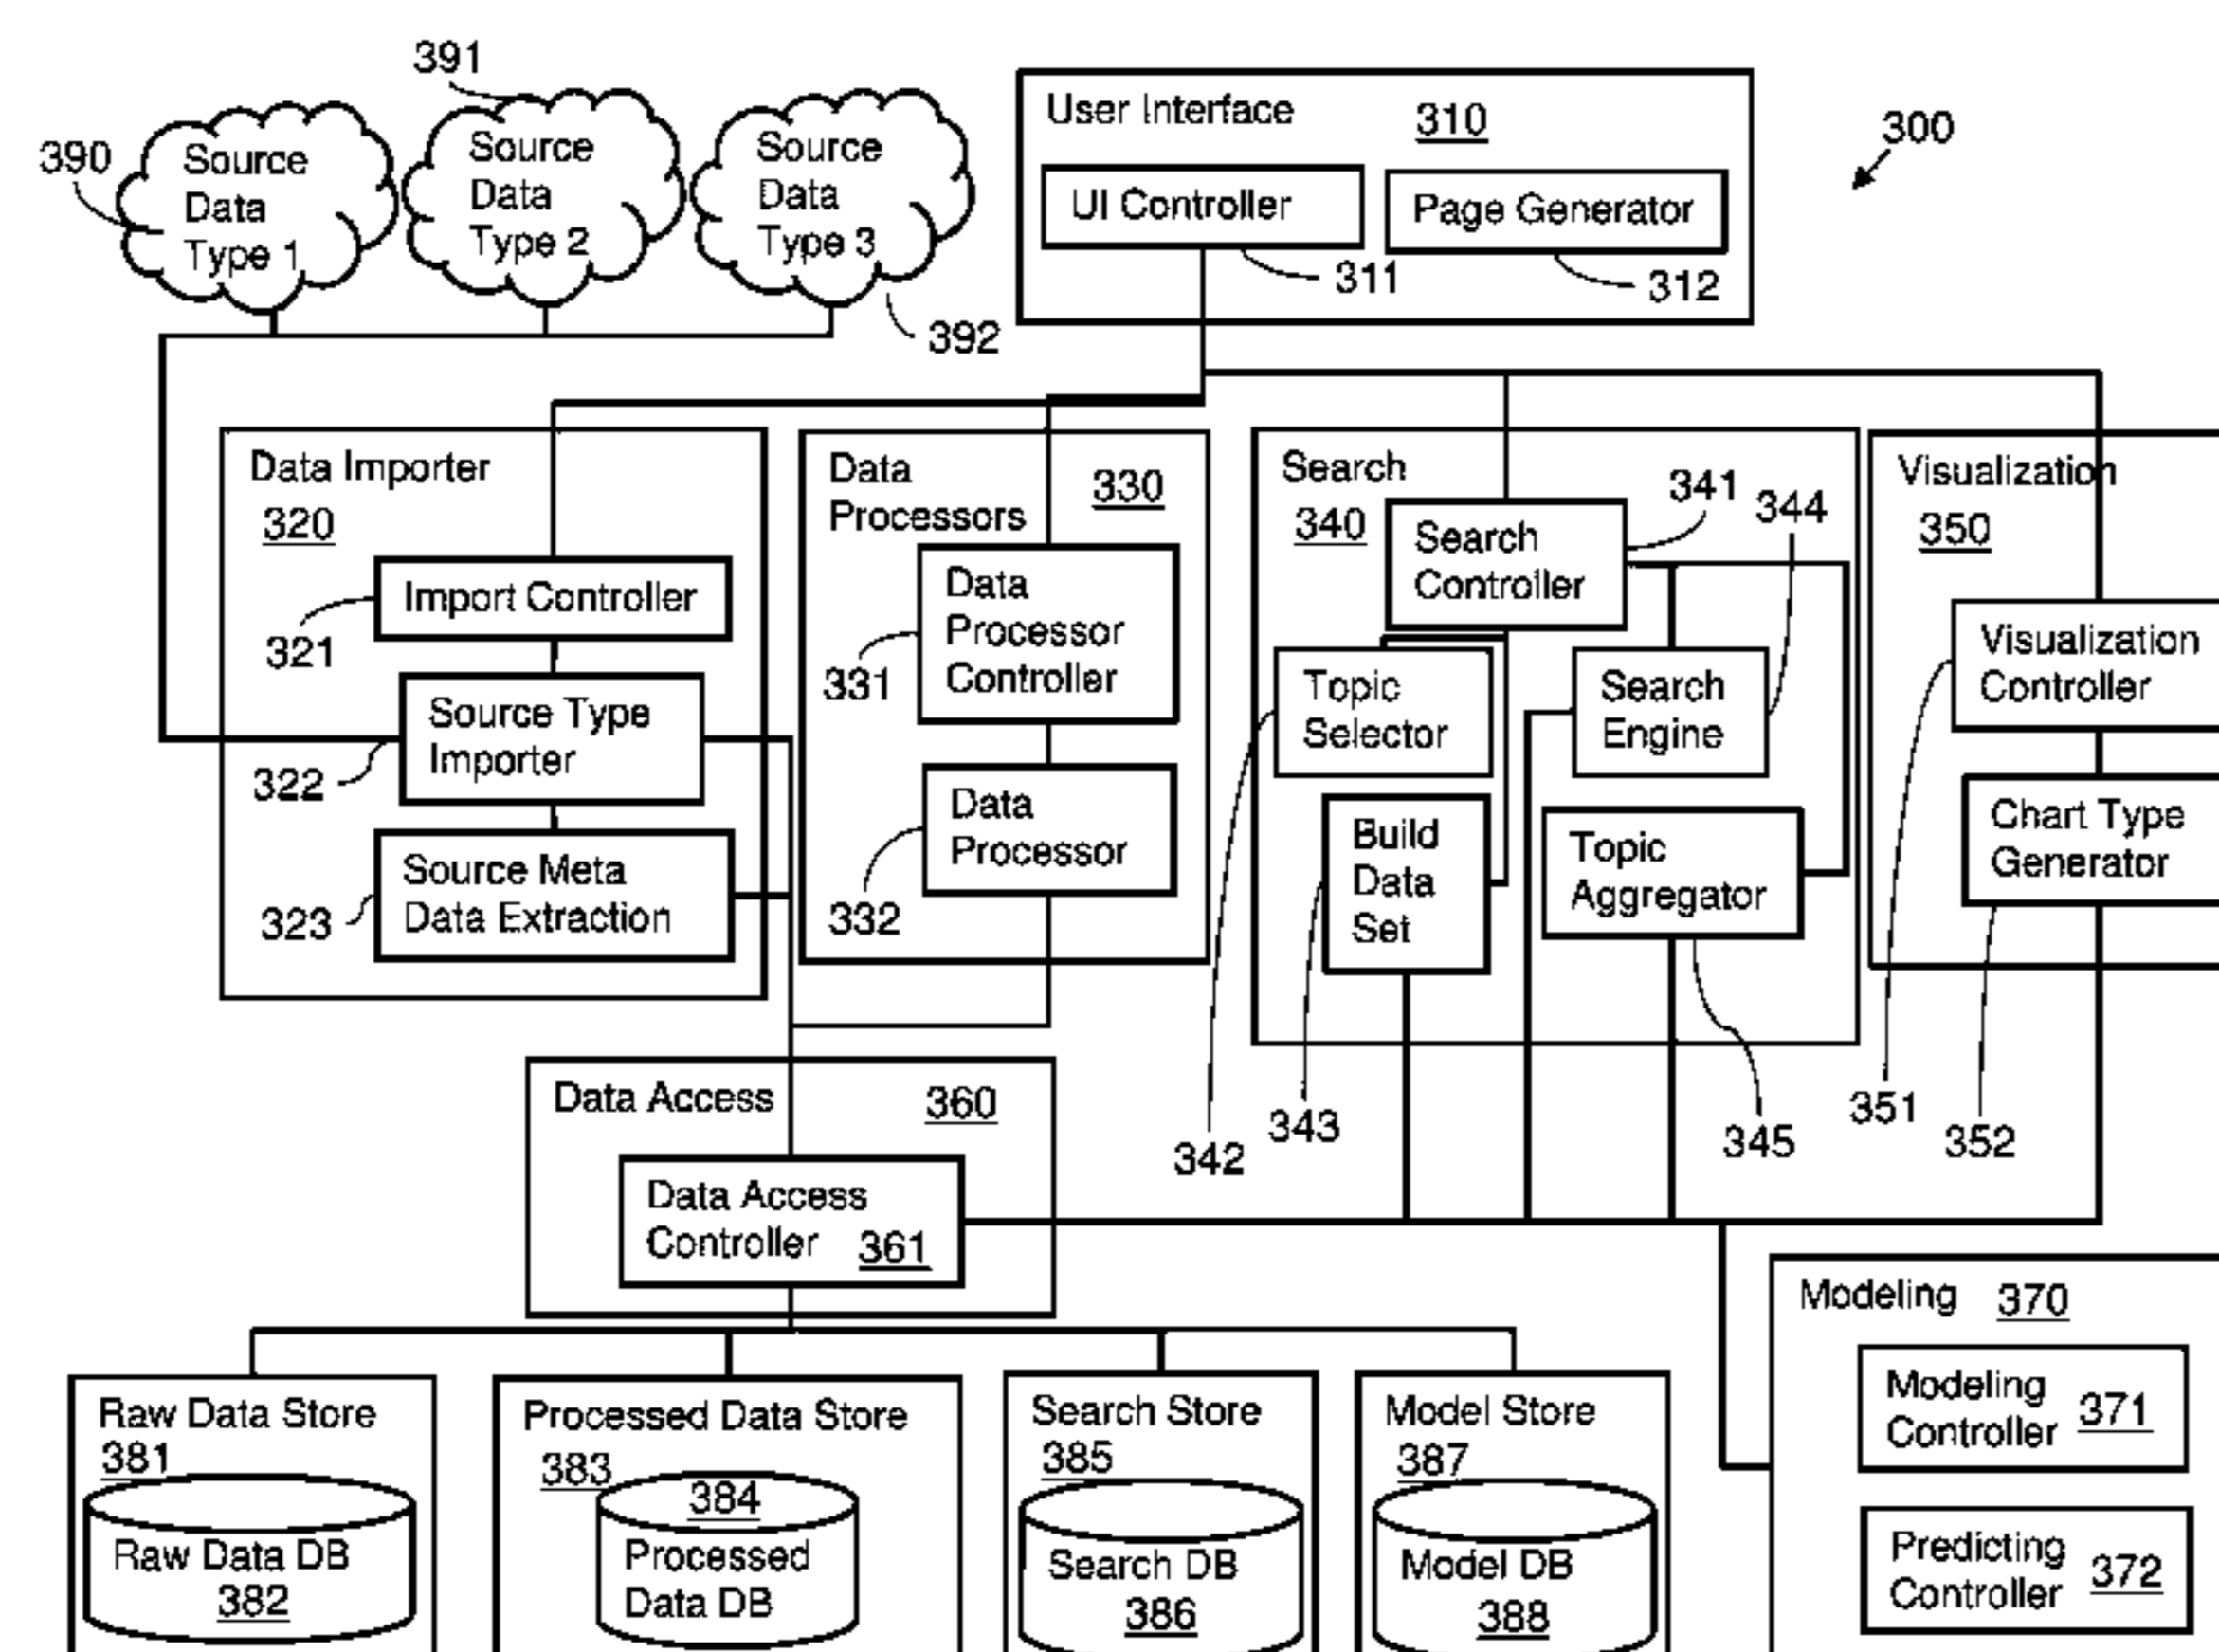 391
390
Source
Data
Type 1
Source
Data
Type 2
Source
Data
Type 3
392
User Interface 310
UI Controller
Page Generator
311
312
300
Data Importer
320
Import Controller
321
Source Type
Importer
322
Source Meta
Data Extraction
323
Data
Processors
330
Data
Processor
Controller
331
Data
Processor
332
Search
340
Search
Controller
341
344
Topic
Selector
Search
Engine
Build
Data
Set
Topic
Aggregator
342
343
345
Visualization
350
Visualization
Controller
Chart Type
Generator
351
352
Data Access 360
Data Access
Controller 361
Modeling 370
Modeling
Controller 371
Predicting
Controller 372
Raw Data Store
381
Raw Data DB
382
Processed Data Store
383
384
Processed
Data DB
Search Store
385
Search DB
386
Model Store
387
Model DB
388